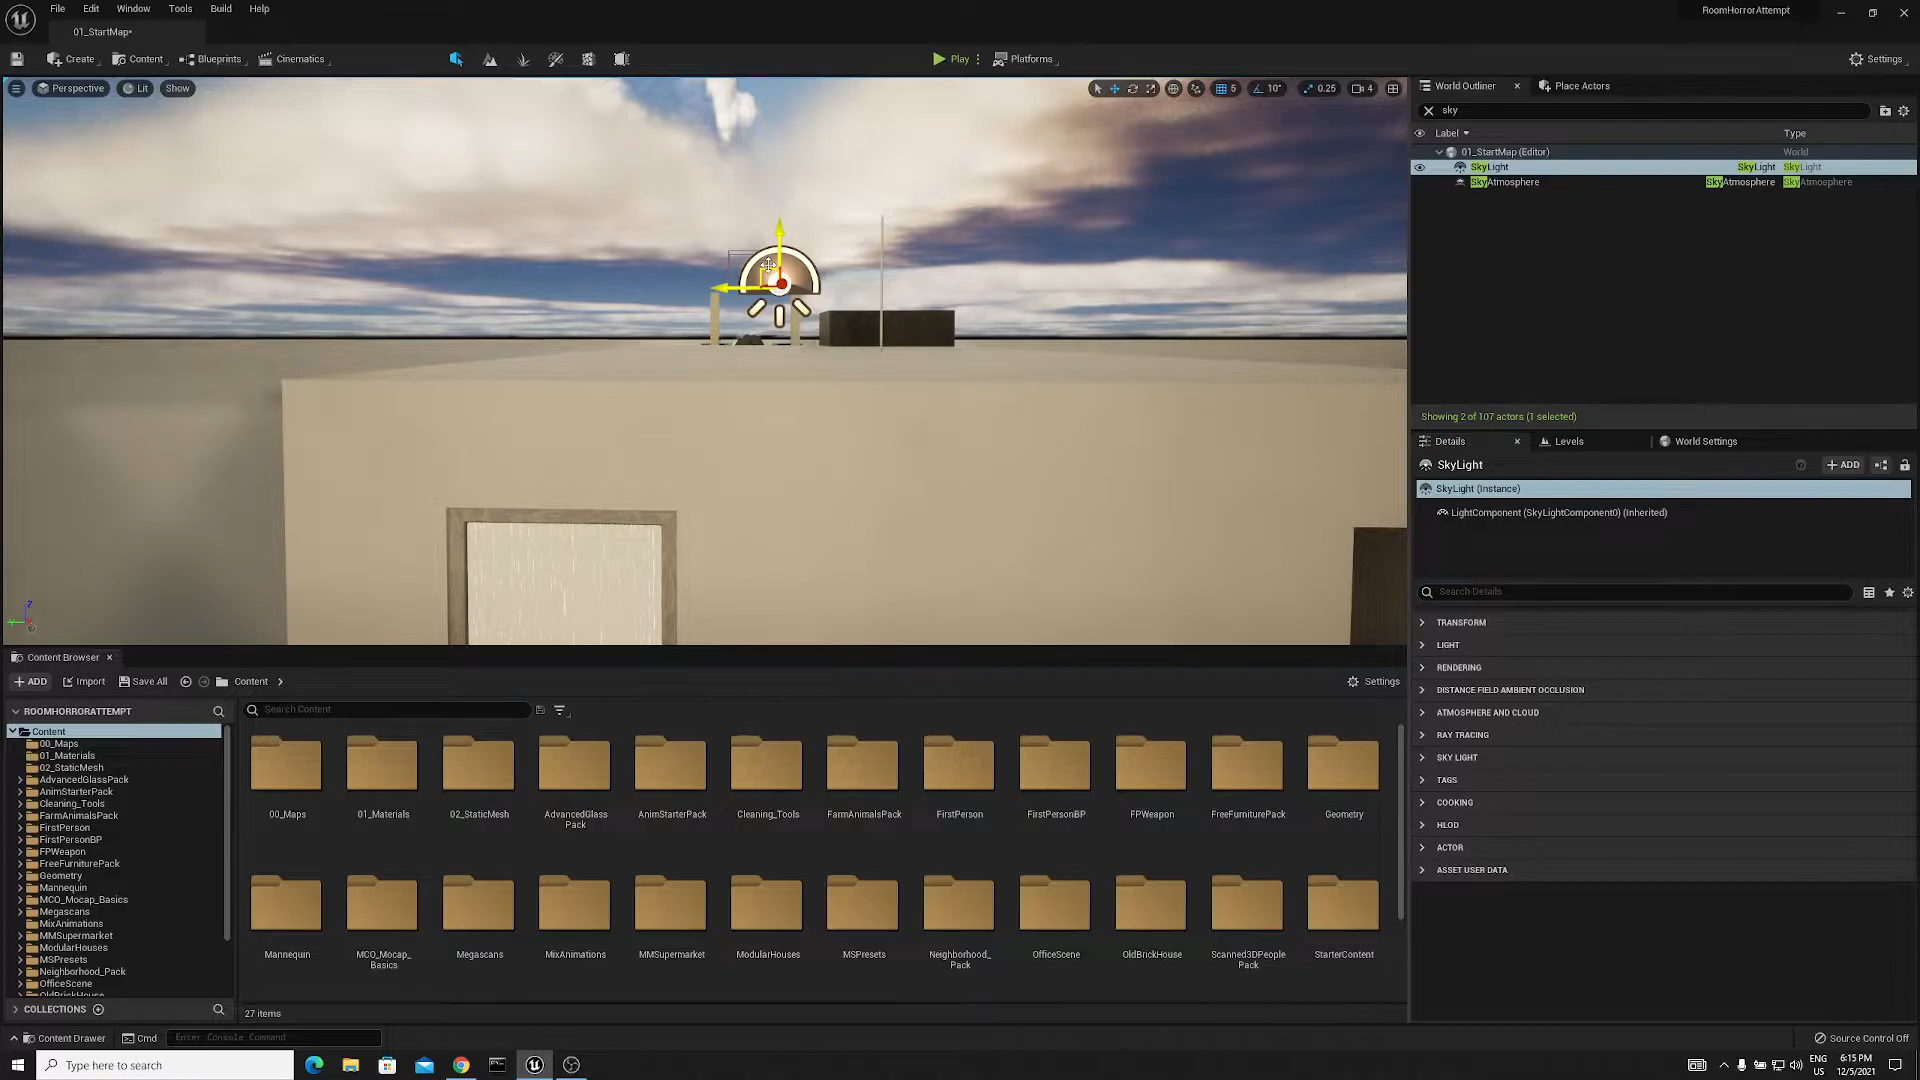 File Edit Window Tools Build Help
RoomHorrorAttempt
01_StartMap•
Create Content Blueprints Cinematics Play Platforms Settings
Perspective Lit Show
5 10° 0.25 4
World Outliner Place Actors
sky
Label Type
01_StartMap (Editor) World
SkyLight SkyLight SkyLight
SkyAtmosphere SkyAtmosphere SkyAtmosphere
Showing 2 of 107 actors (1 selected)
Details Levels World Settings
SkyLight ADD
SkyLight (Instance)
LightComponent (SkyLightComponent0) (Inherited)
Search Details
TRANSFORM
LIGHT
RENDERING
DISTANCE FIELD AMBIENT OCCLUSION
ATMOSPHERE AND CLOUD
RAY TRACING
SKY LIGHT
TAGS
COOKING
HLOD
ACTOR
ASSET USER DATA
Z
Content Browser
ADD Import Save All Content Settings
ROOMHORRORATTEMPT
Search Content
Content
00_Maps
01_Materials
02_StaticMesh
AdvancedGlassPack
AnimStarterPack
Cleaning_Tools
FarmAnimalsPack
FirstPerson
FirstPersonBP
FPWeapon
FreeFurniturePack
Geometry
Mannequin
MCO_Mocap_Basics
Megascans
MixAnimations
MMSupermarket
ModularHouses
MSPresets
Neighborhood_Pack
OfficeScene
OldBrickHouse
COLLECTIONS
00_Maps 01_Materials 02_StaticMesh AdvancedGlass AnimStarterPack Cleaning_Tools FarmAnimalsPack FirstPerson FirstPersonBP FPWeapon FreeFurniturePack Geometry
Pack
Mannequin MCO_Mocap_ Megascans MixAnimations MMSupermarket ModularHouses MSPresets Neighborhood_ OfficeScene OldBrickHouse Scanned3DPeople StarterContent
Basics Pack Pack
27 items
Content Drawer Cmd Enter Console Command Source Control Off
Type here to search
ENG
US
6:15 PM
12/5/2021